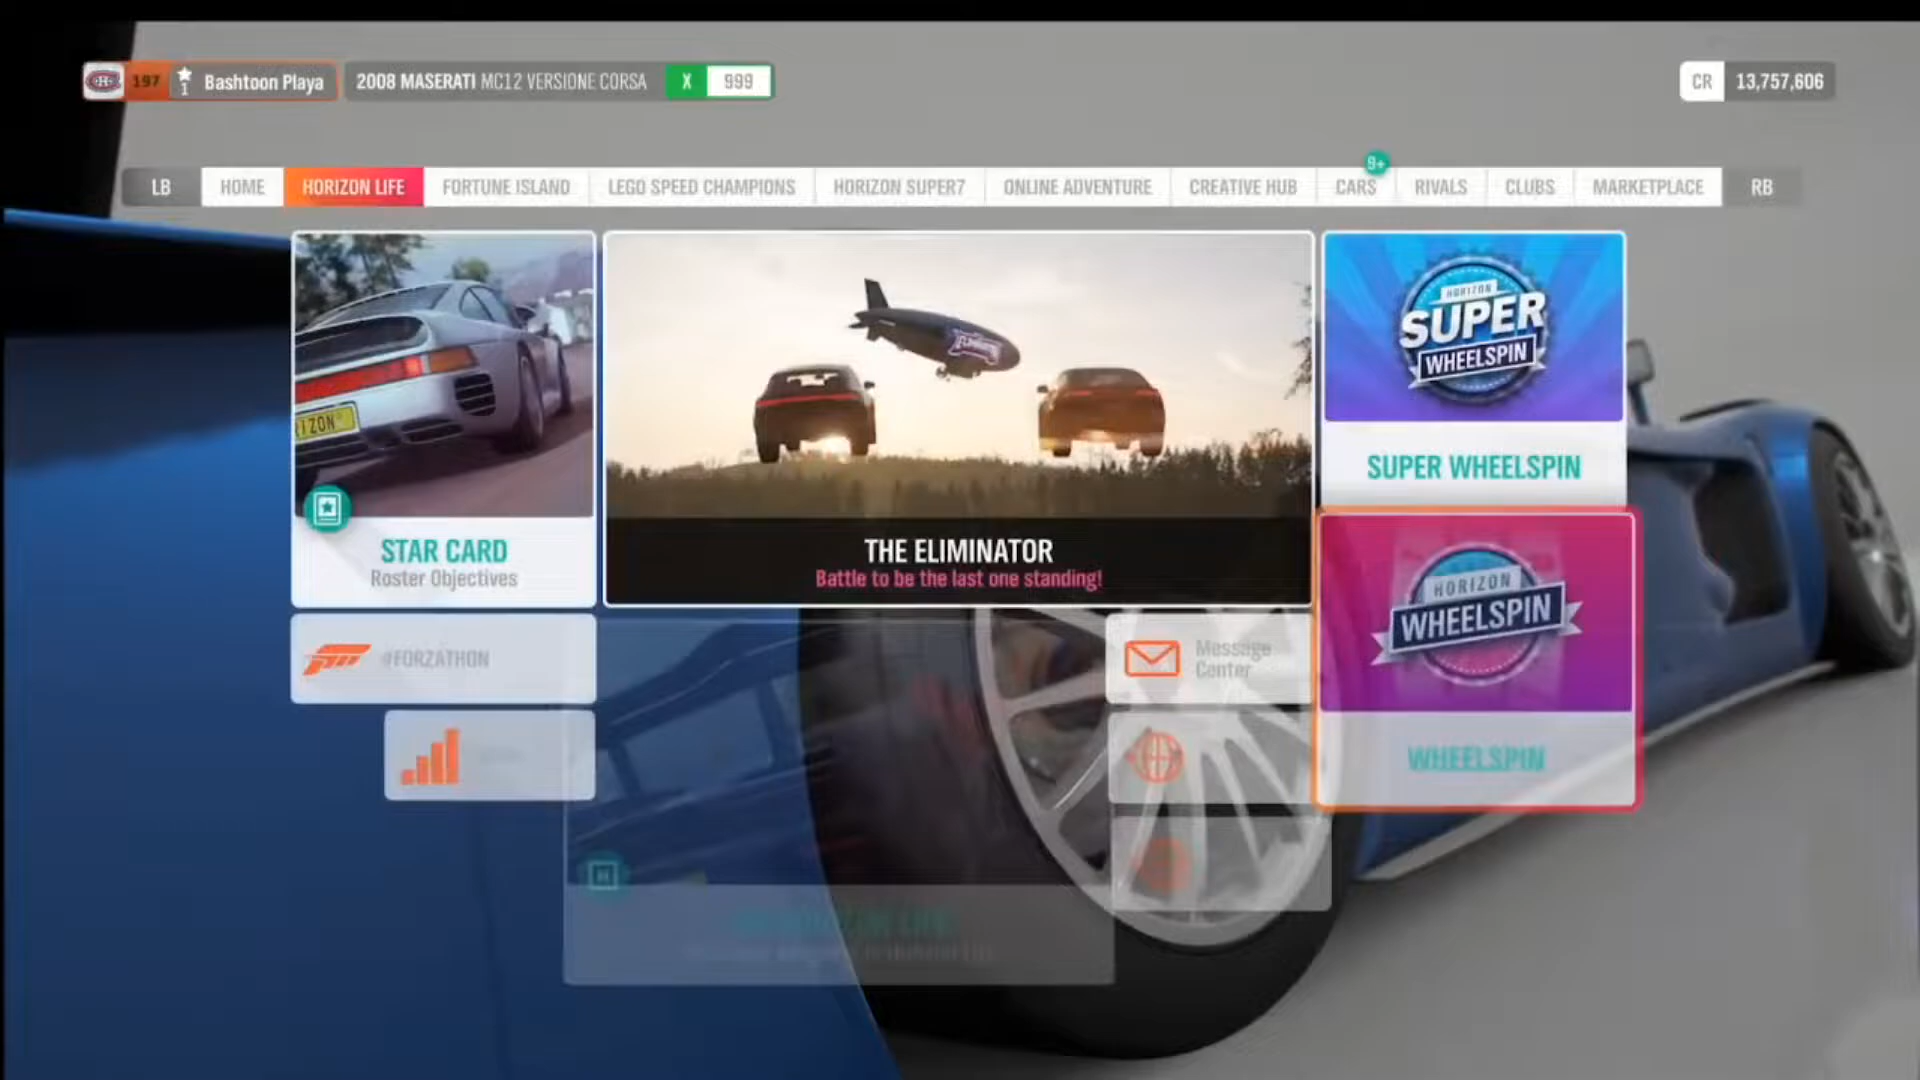 197 1 Bashtoon Playa 2008 MASERATI MC12 VERSIONE CORSA X 999
CR 13,757,606
9+
LB HOME HORIZON LIFE FORTUNE ISLAND LEGO SPEED CHAMPIONS HORIZON SUPER7 ONLINE ADVENTURE CREATIVE HUB CARS RIVALS CLUBS MARKETPLACE RB
HORIZON
SUPER
WHEELSPIN
SUPER WHEELSPIN
STAR CARD
Roster Objectives
THE ELIMINATOR
Battle to be the last one standing!
HORIZON
WHEELSPIN
WHEELSPIN
#FORZATHON
Message
Center